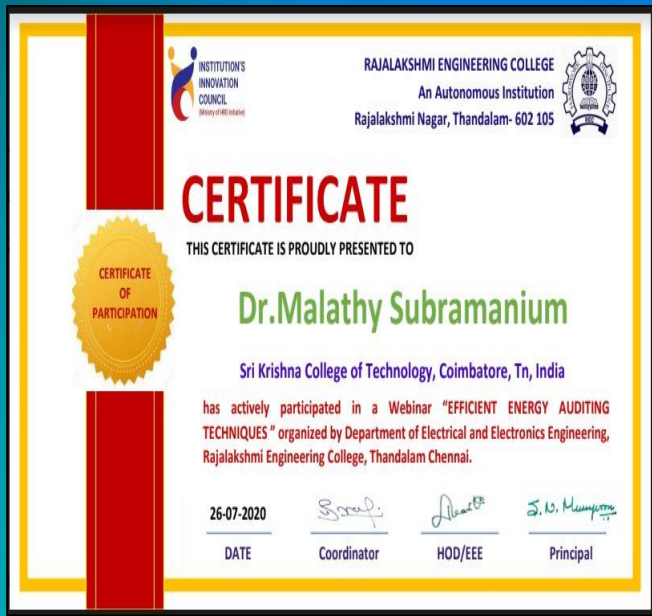 INSTITUTION'S
INNOVATION
COUNCIL
(Ministry of HRD Initiative)
RAJALAKSHMI ENGINEERING COLLEGE
An Autonomous Institution
Rajalakshmi Nagar, Thandalam- 602 105
CERTIFICATE
THIS CERTIFICATE IS PROUDLY PRESENTED TO
CERTIFICATE
OF
PARTICIPATION
Dr.Malathy Subramanium
Sri Krishna College of Technology, Coimbatore, Tn, India
has actively participated in a Webinar “EFFICIENT ENERGY AUDITING
TECHNIQUES ” organized by Department of Electrical and Electronics Engineering,
Rajalakshmi Engineering College, Thandalam Chennai.
26-07-2020
DATE
Coordinator
HOD/EEE
Principal